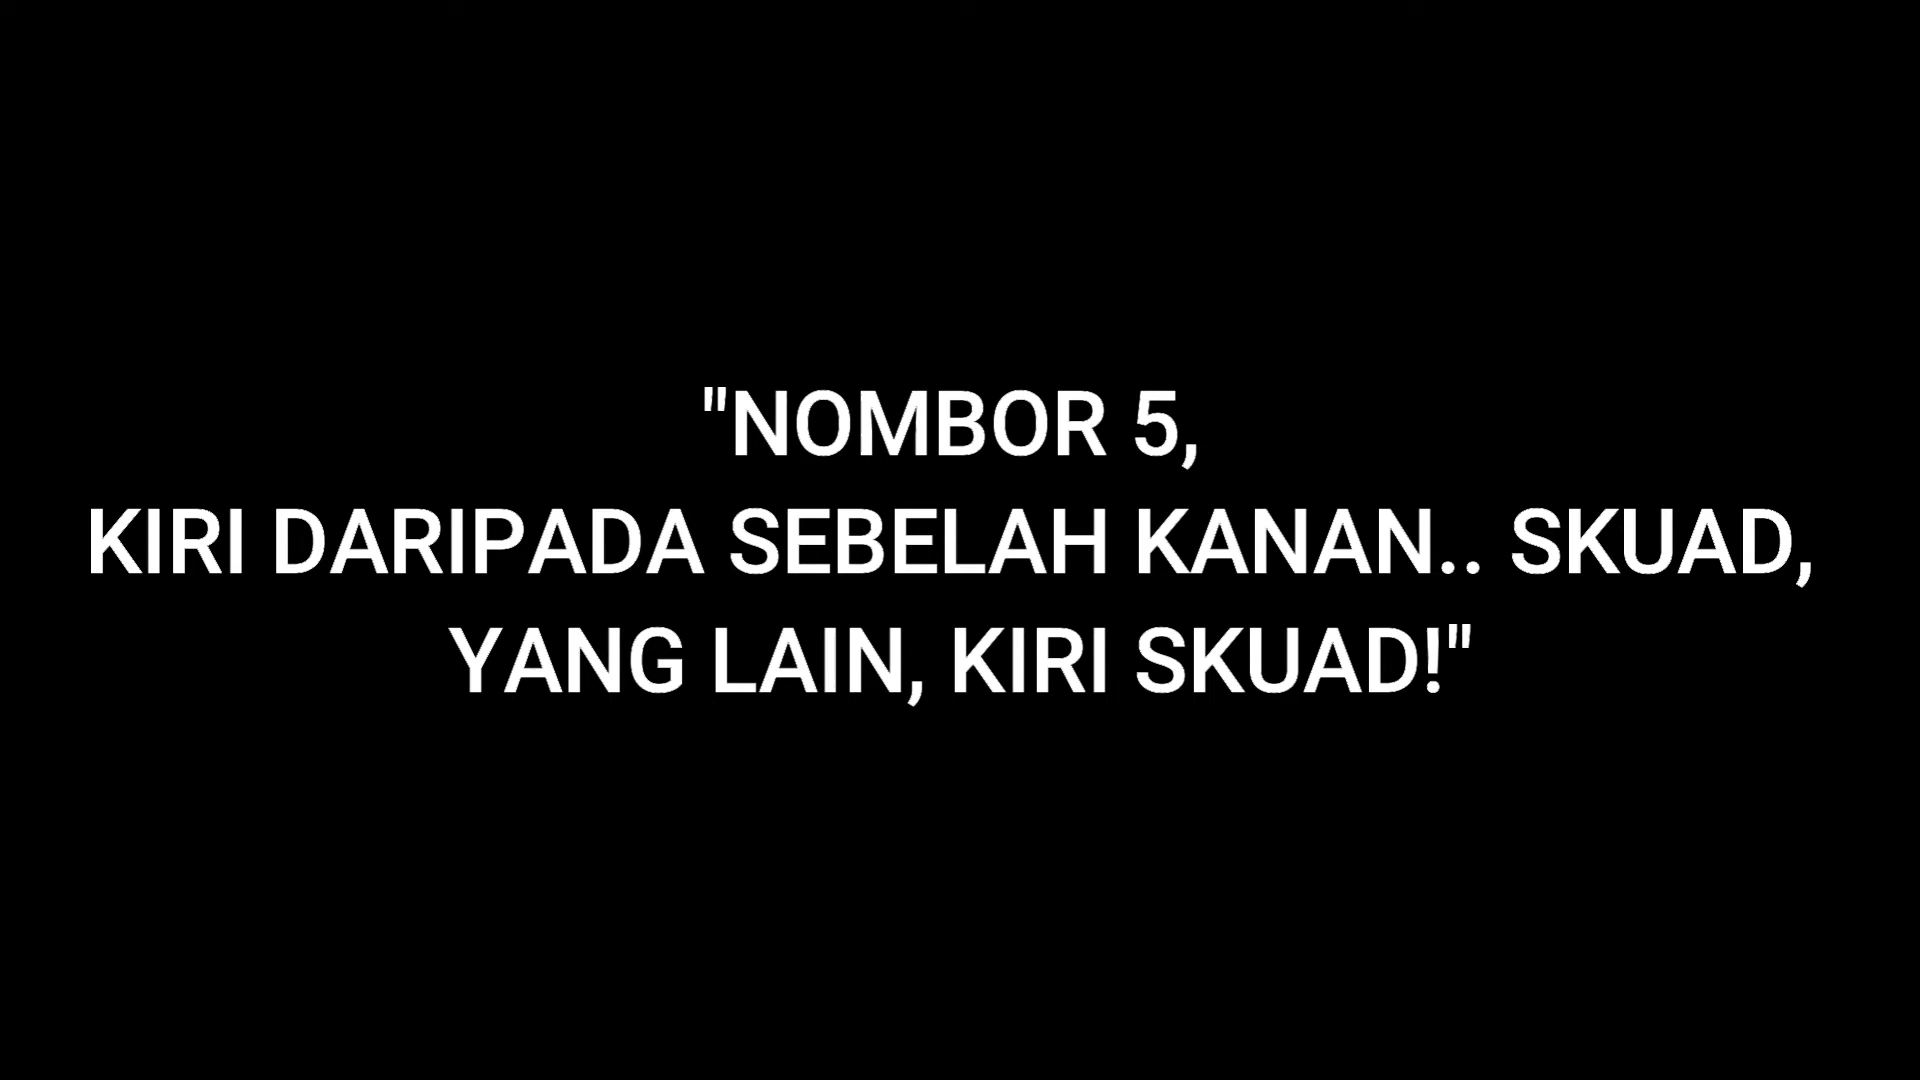 "NOMBOR 5,
KIRI DARIPADA SEBELAH KANAN.. SKUAD,
YANG LAIN, KIRI SKUAD!"